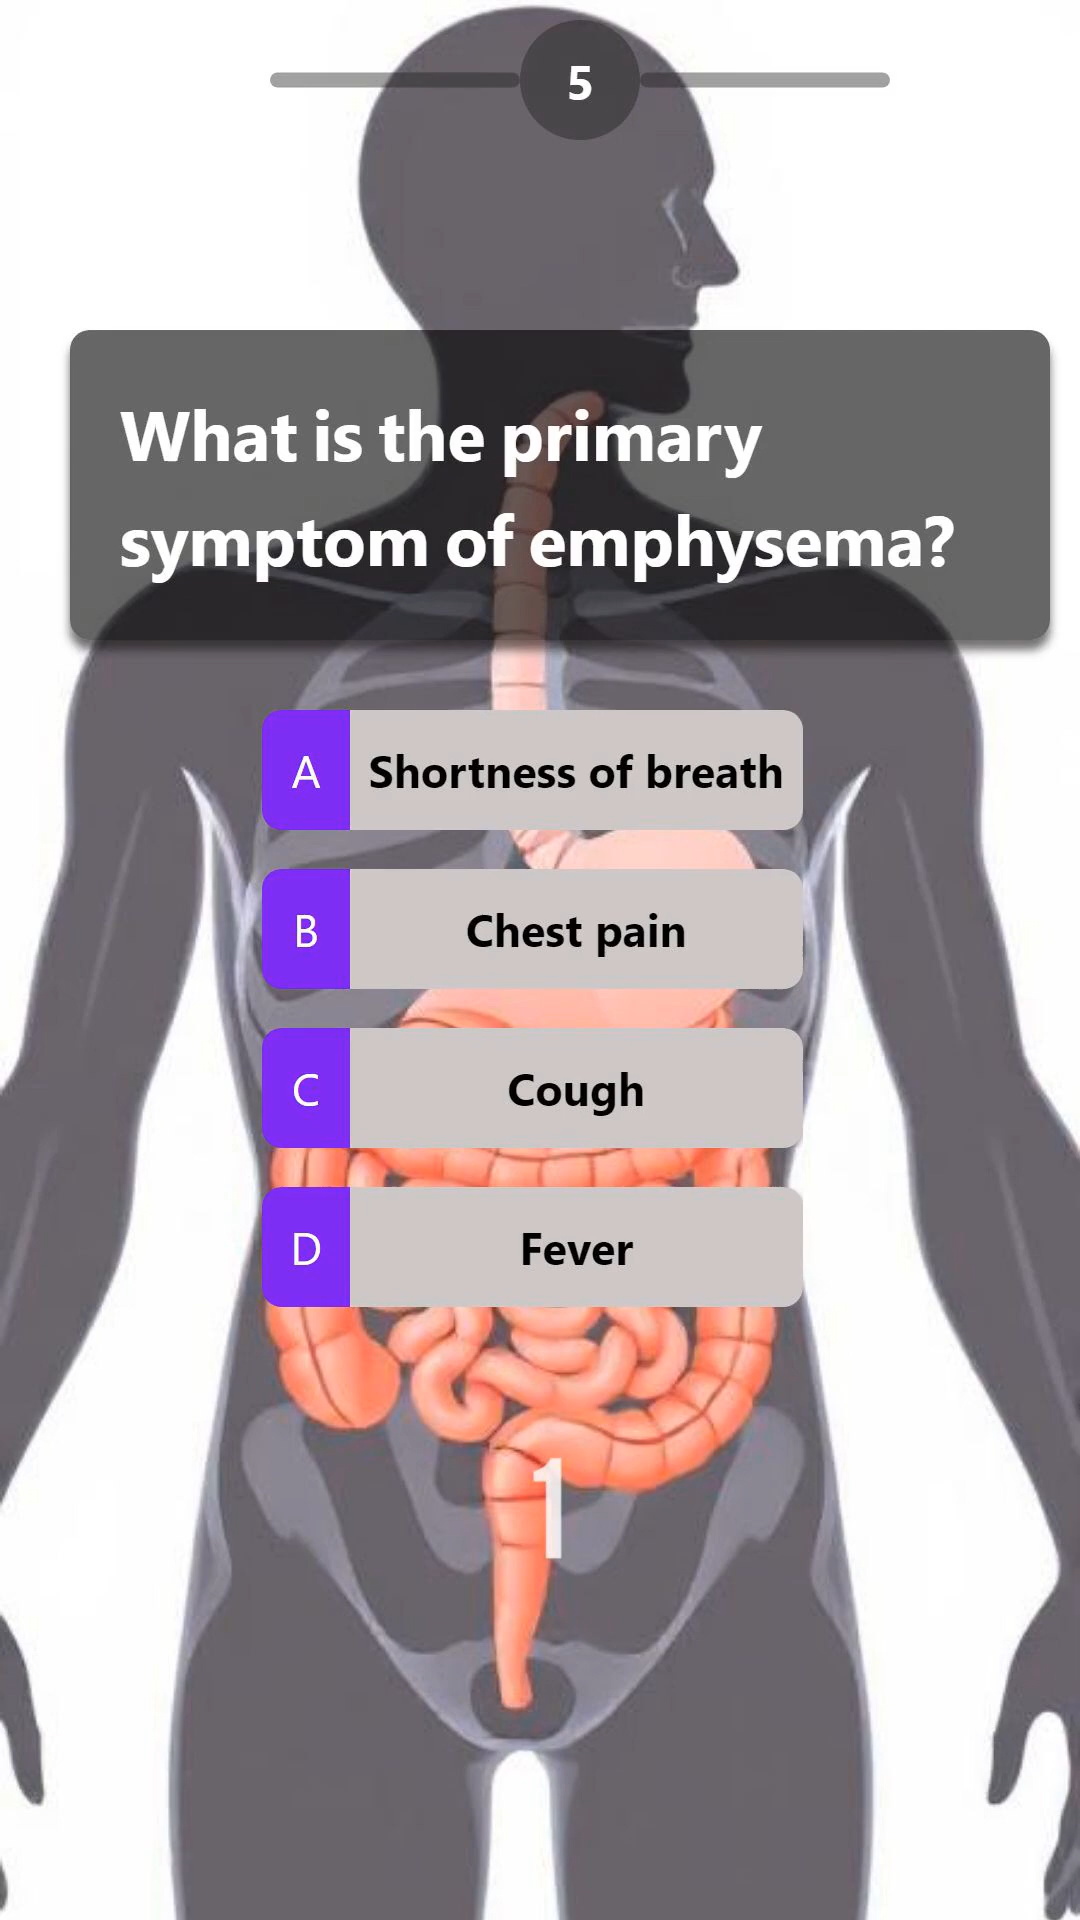 5
What is the primary
symptom of emphysema?
A Shortness of breath
B Chest pain
C Cough
D Fever
1